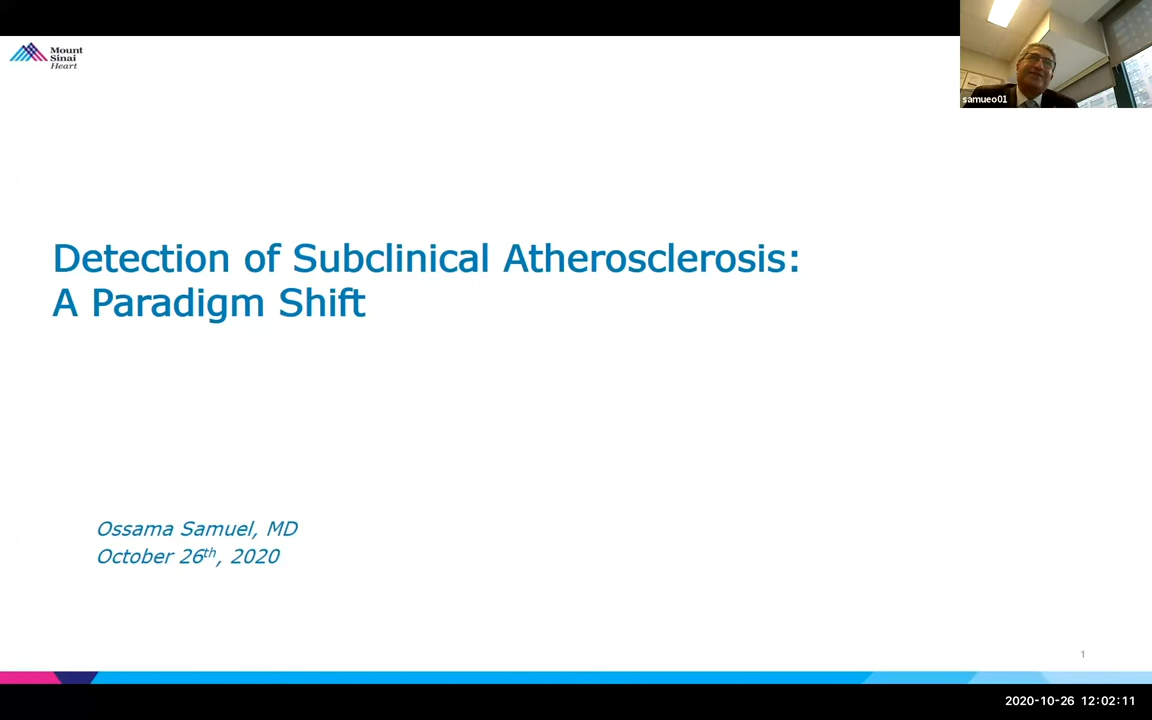 Mount
Sinai
Heart
samueo01
Detection of Subclinical Atherosclerosis:
A Paradigm Shift
Ossama Samuel, MD
October 26th, 2020
1
2020-10-26 12:02:11